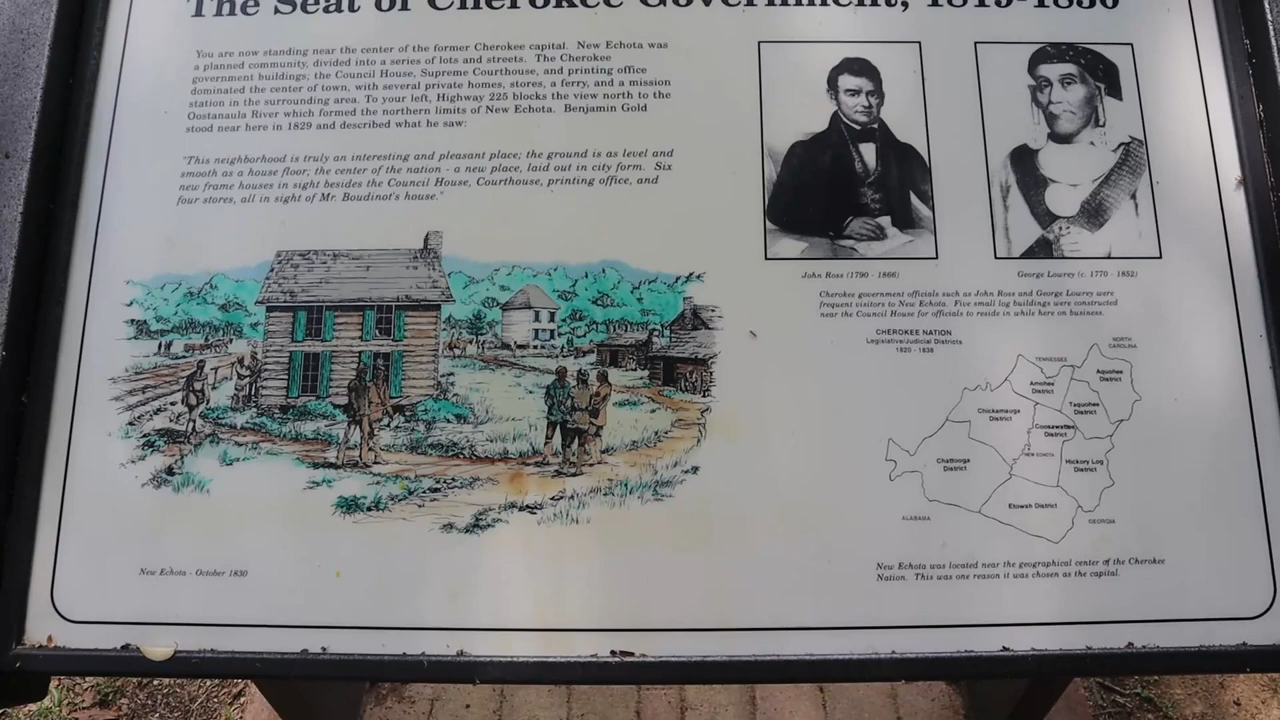 The Seat of Cherokee Government, 1819-1830
You are now standing near the center of the former Cherokee capital. New Echota was
a planned community, divided into a series of lots and streets. The Cherokee
government buildings; the Council House, Supreme Courthouse, and printing office
dominated the center of town, with several private homes, stores, a ferry, and a mission
station in the surrounding area. To your left, Highway 225 blocks the view north to the
Oostanaula River which formed the northern limits of New Echota. Benjamin Gold
stood near here in 1829 and described what he saw:
"This neighborhood is truly an interesting and pleasant place; the ground is as level and
smooth as a house floor; the center of the nation - a new place, laid out in city form. Six
new frame houses in sight besides the Council House, Courthouse, printing office, and
four stores, all in sight of Mr. Boudinot's house."
New Echota - October 1830
John Ross (1790 - 1866)
George Lowrey (c. 1770 - 1852)
Cherokee government officials such as John Ross and George Lowrey were
frequent visitors to New Echota. Five small log buildings were constructed
near the Council House for officials to reside in while here on business.
CHEROKEE NATION
Legislative/Judicial Districts
1820 - 1838
NORTH
CAROLINA
TENNESSEE
Aquohee
District
Amohee
District
Taquohee
District
Chickamauga
District
Coosawattee
District
NEW ECHOTA
Chattooga
District
Hickory Log
District
Etowah District
ALABAMA
GEORGIA
New Echota was located near the geographical center of the Cherokee
Nation. This was one reason it was chosen as the capital.